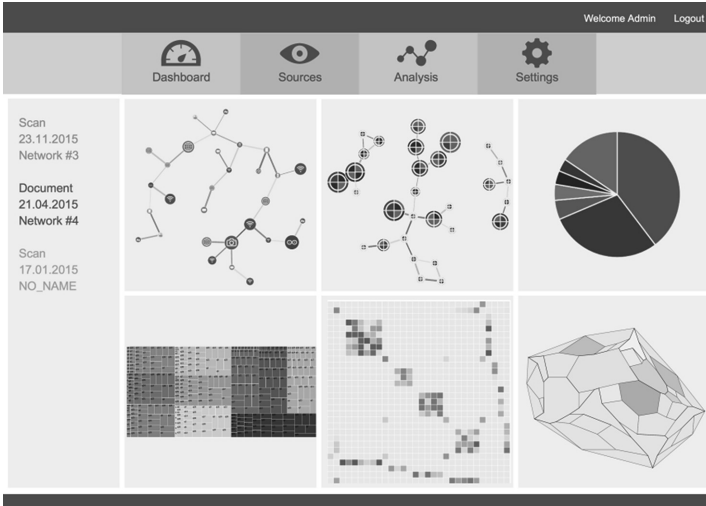 Welcome Admin Logout
Dashboard Sources Analysis Settings
Scan
23.11.2015
Network #3
Document
21.04.2015
Network #4
Scan
17.01.2015
NO_NAME